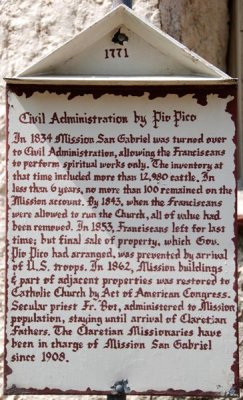 1771
Civil Administration by Pio Pico
In 1834 Mission San Gabriel was turned over
to Civil Administration, allowing the Franciscans
to perform spiritual works only. The inventory at
that time included more than 12,980 cattle. In
less than 6 years, no more than 100 remained on the
Mission account. By 1843, when the Franciscans
were allowed to run the Church, all of value had
been removed. In 1853, Franciscans left for last
time; but final sale of property, which Gov.
Pio Pico had arranged, was prevented by arrival
of U.S. troops. In 1862, Mission buildings
& part of adjacent properties was restored to
Catholic Church by Act of American Congress.
Secular priest Fr. Bot, administered to Mission
population, staying until arrival of Claretian
Fathers. The Claretian Missionaries have
been in charge of Mission San Gabriel
since 1908.